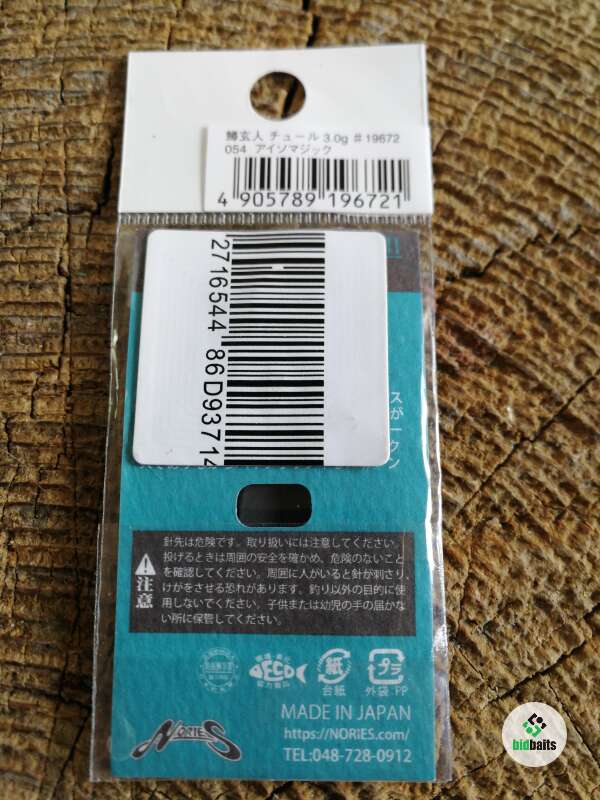 鱒玄人 チュール 3.0g #19672
054 アイソマジック
4 905789 196721
2716544 86D93714
スが
ーク
ン
針先は危険です。取り扱いには注意してください。
投げるときは周囲の安全を確かめ、危険のないこと
を確認してください。周囲に人がいると針が刺さり、
けがをさせる恐れがあります。釣り以外の目的に使
用しないでください。子供または幼児の手の届かな
い所に保管してください。
注意
ECO
紙
台紙
プラ
外袋 PP
MADE IN JAPAN
https://NORIES.com/
TEL:048-728-0912
NORIES
bidbaits